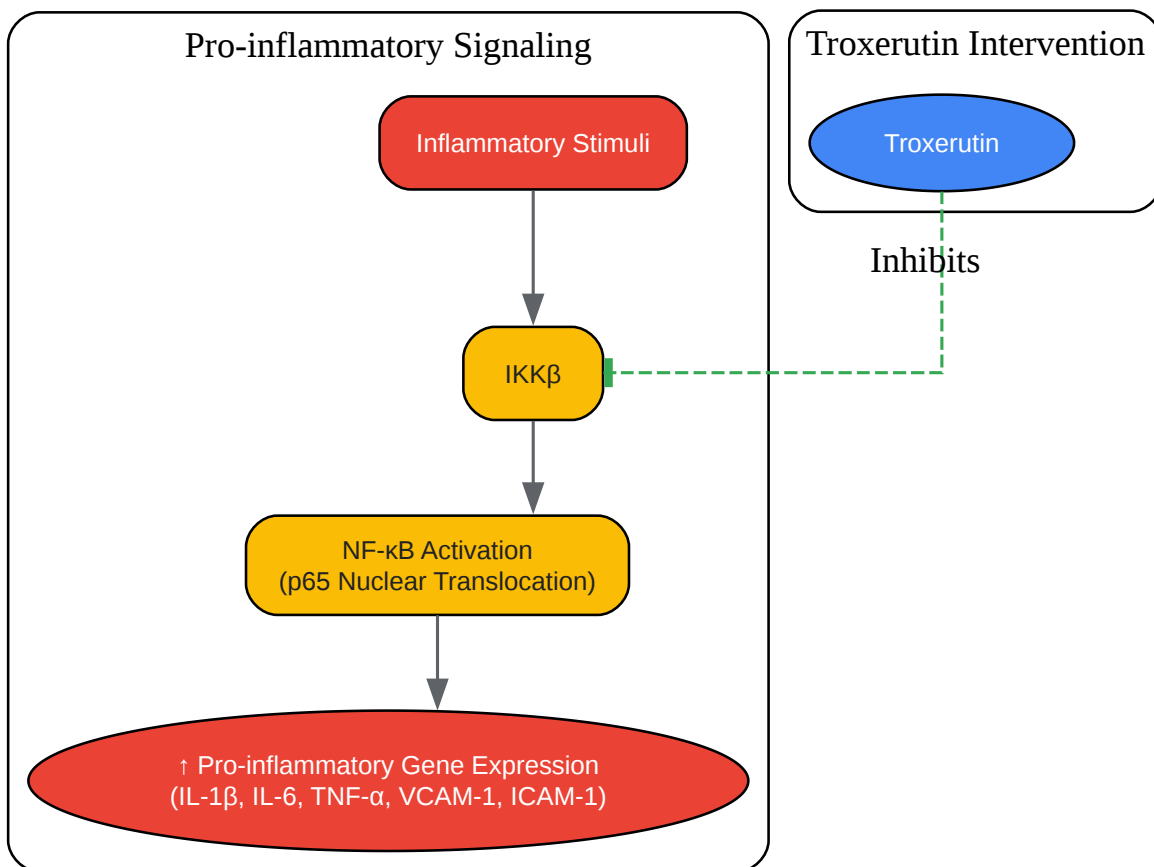 Pro-inflammatory Signaling
Troxerutin Intervention
Inflammatory Stimuli
Troxerutin
Inhibits
IKKβ
NF-κB Activation
(p65 Nuclear Translocation)
↑ Pro-inflammatory Gene Expression
(IL-1β, IL-6, TNF-α, VCAM-1, ICAM-1)